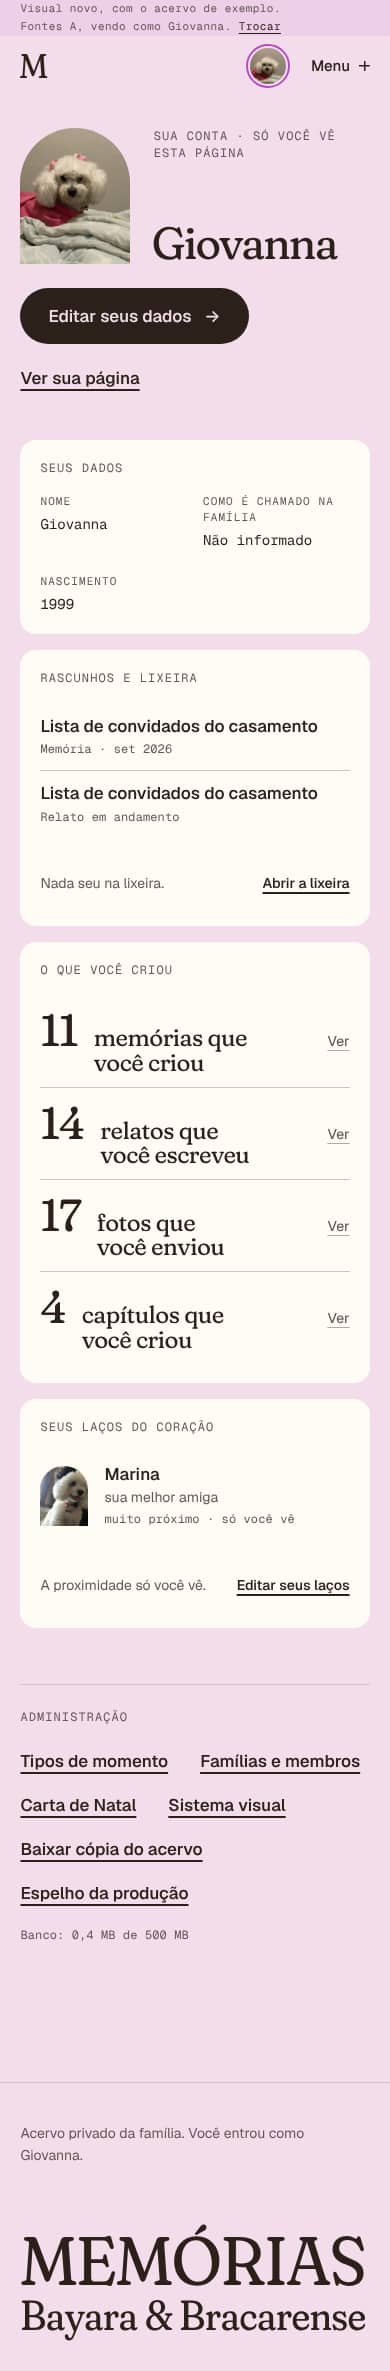 Visual novo, com o acervo de exemplo.
Fontes A, vendo como Giovanna. Trocar
M
Menu +
SUA CONTA · SÓ VOCÊ VÊ
ESTA PÁGINA
Giovanna
Editar seus dados →
Ver sua página
SEUS DADOS
NOME
Giovanna
COMO É CHAMADO NA
FAMÍLIA
Não informado
NASCIMENTO
1999
RASCUNHOS E LIXEIRA
Lista de convidados do casamento
Memória · set 2026
Lista de convidados do casamento
Relato em andamento
Nada seu na lixeira. Abrir a lixeira
O QUE VOCÊ CRIOU
11 memórias que
você criou
Ver
14 relatos que
você escreveu
Ver
17 fotos que
você enviou
Ver
4 capítulos que
você criou
Ver
SEUS LAÇOS DO CORAÇÃO
Marina
sua melhor amiga
muito próximo · só você vê
A proximidade só você vê. Editar seus laços
ADMINISTRAÇÃO
Tipos de momento Famílias e membros
Carta de Natal Sistema visual
Baixar cópia do acervo
Espelho da produção
Banco: 0,4 MB de 500 MB
Acervo privado da família. Você entrou como
Giovanna.
MEMÓRIAS
Bayara & Bracarense